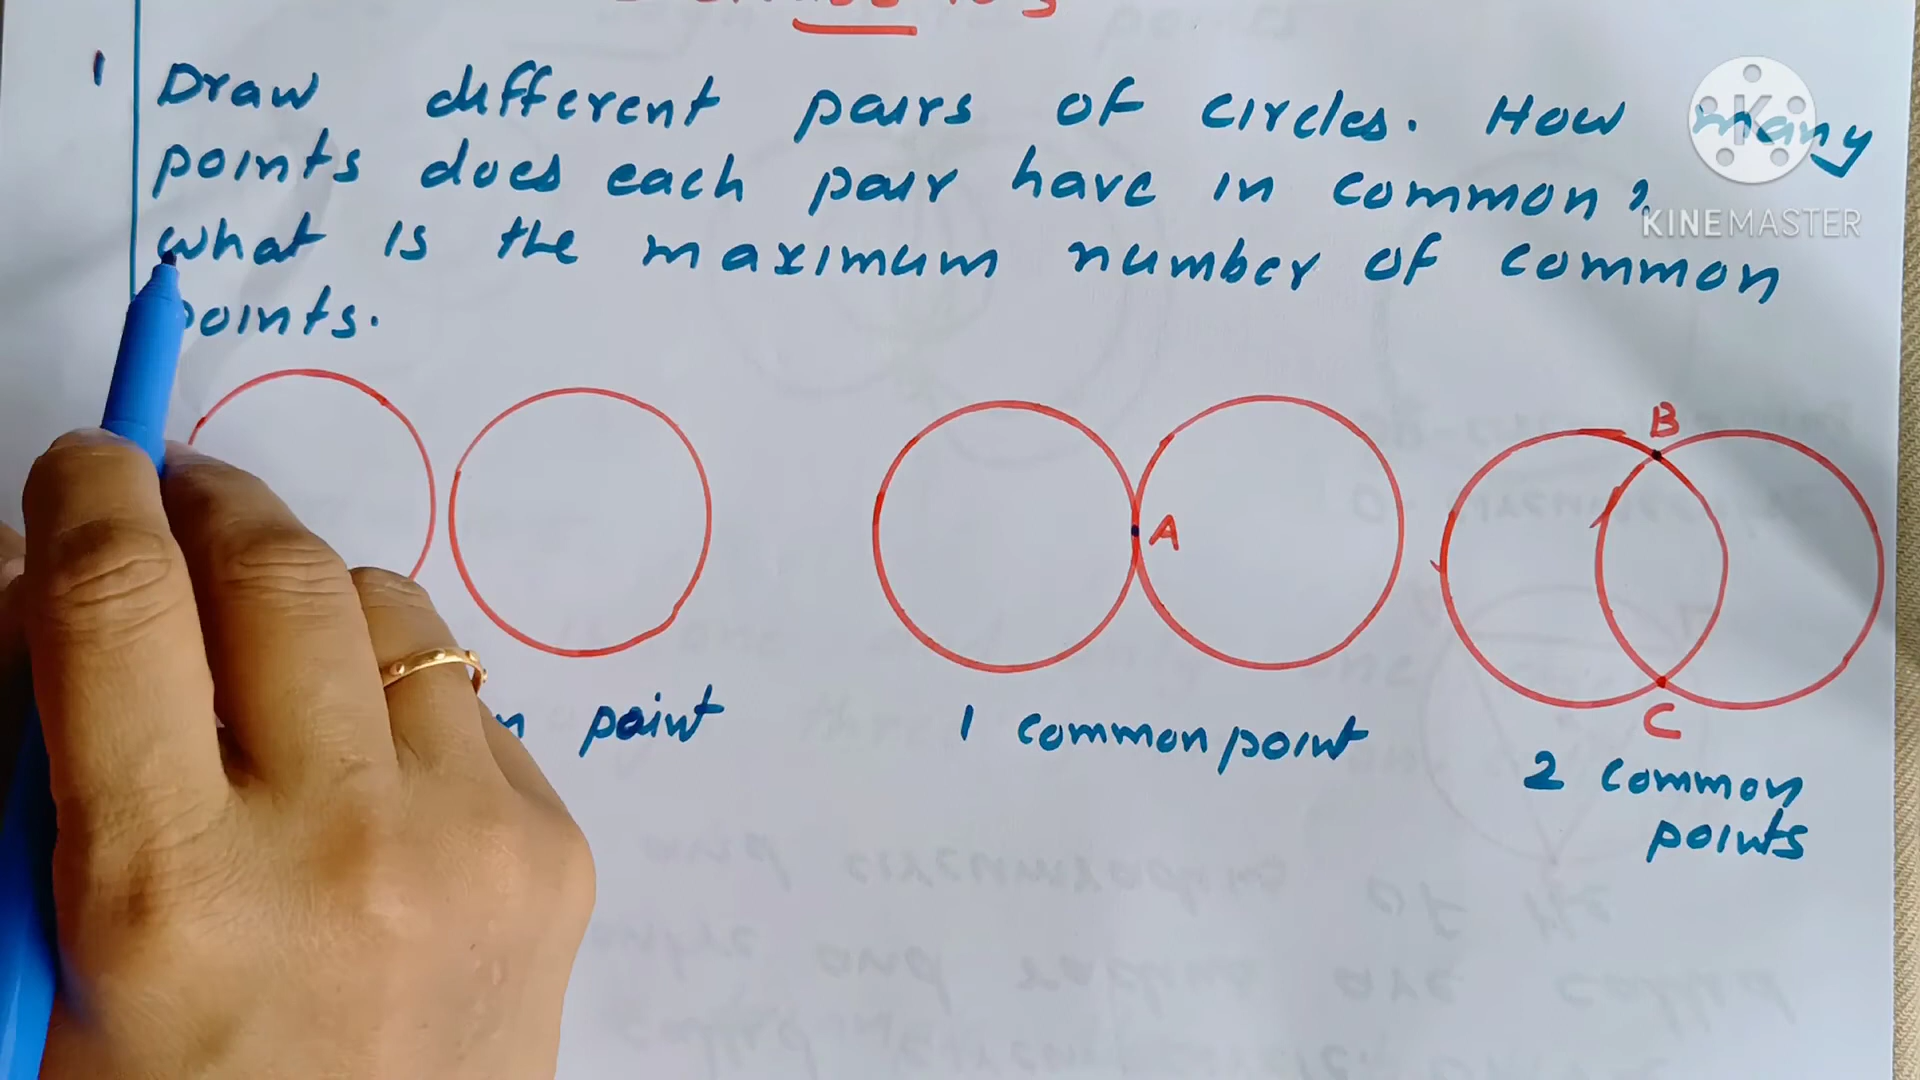 1 Draw different pairs of circles. How many
points does each pair have in common?
What is the maximum number of common
points.
B
A
C
point
1 common point
2 common
points
K
KINEMASTER